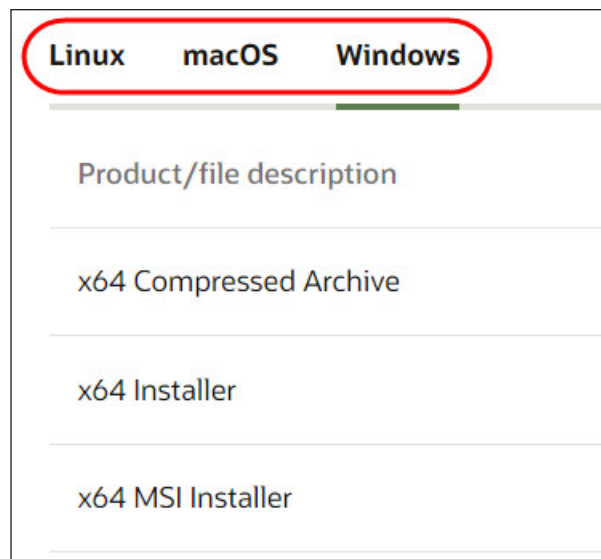 Linux macOS Windows
Product/file description
x64 Compressed Archive
x64 Installer
x64 MSI Installer